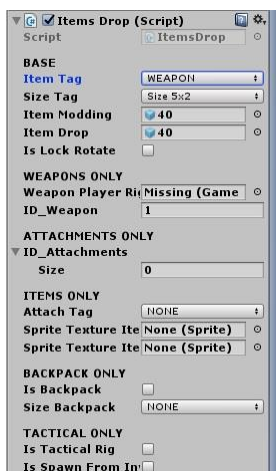 Items Drop (Script)
Script ItemsDrop
BASE
Item Tag WEAPON
Size Tag Size 5x2
Item Modding 40
Item Drop 40
Is Lock Rotate
WEAPONS ONLY
Weapon Player Ri Missing (Game
ID_Weapon 1
ATTACHMENTS ONLY
ID_Attachments
Size 0
ITEMS ONLY
Attach Tag NONE
Sprite Texture Ite None (Sprite)
Sprite Texture Ite None (Sprite)
BACKPACK ONLY
Is Backpack
Size Backpack NONE
TACTICAL ONLY
Is Tactical Rig
Is Spawn From In